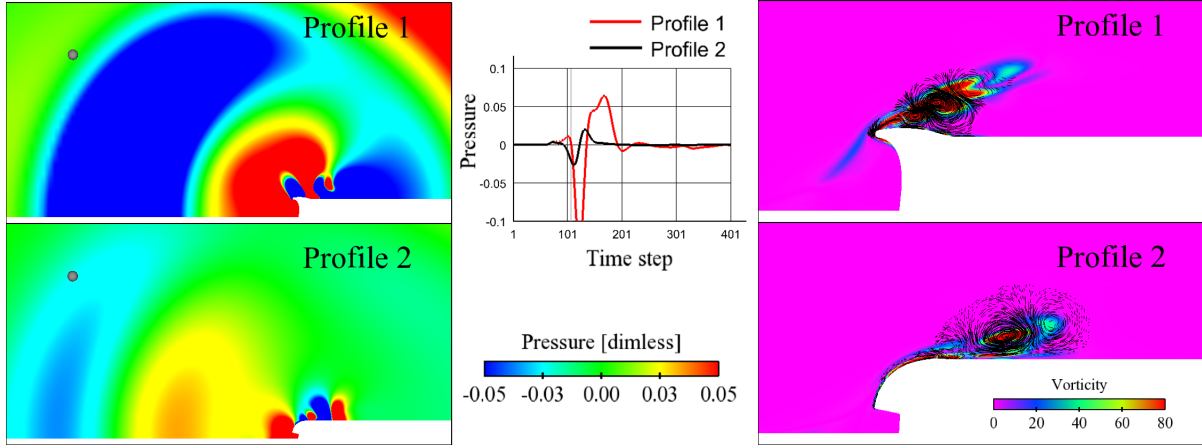 Profile 1
Profile 2
Profile 1
Profile 2
Pressure
0.1
0.05
0
-0.05
-0.1
1 101 201 301 401
Time step
Pressure [dimless]
-0.05 -0.03 0.00 0.03 0.05
Profile 1
Profile 2
Vorticity
0 20 40 60 80